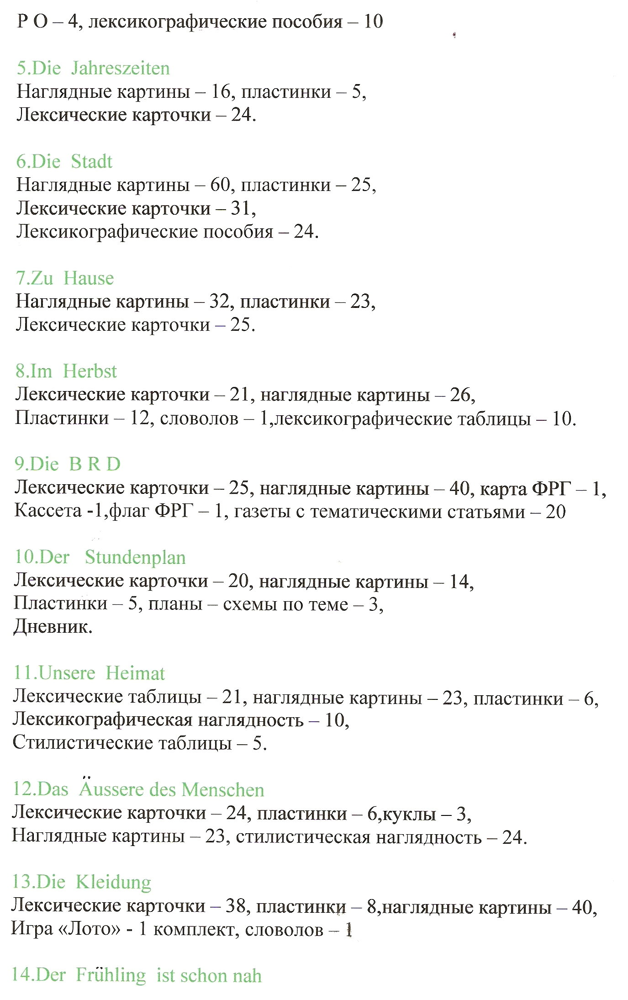 Р О – 4, лексикографические пособия – 10
5.Die Jahreszeiten
Наглядные картины – 16, пластинки – 5,
Лексические карточки – 24.
6.Die Stadt
Наглядные картины – 60, пластинки – 25,
Лексические карточки – 31,
Лексикографические пособия – 24.
7.Zu Hause
Наглядные картины – 32, пластинки – 23,
Лексические карточки – 25.
8.Im Herbst
Лексические карточки – 21, наглядные картины – 26,
Пластинки – 12, словолов – 1,лексикографические таблицы – 10.
9.Die B R D
Лексические карточки – 25, наглядные картины – 40, карта ФРГ – 1,
Кассета -1,флаг ФРГ – 1, газеты с тематическими статьями – 20
10.Der Stundenplan
Лексические карточки – 20, наглядные картины – 14,
Пластинки – 5, планы – схемы по теме – 3,
Дневник.
11.Unsere Heimat
Лексические таблицы – 21, наглядные картины – 23, пластинки – 6,
Лексикографическая наглядность – 10,
Стилистические таблицы – 5.
12.Das Äussere des Menschen
Лексические карточки – 24, пластинки – 6,куклы – 3,
Наглядные картины – 23, стилистическая наглядность – 24.
13.Die Kleidung
Лексические карточки – 38, пластинки – 8,наглядные картины – 40,
Игра «Лото» - 1 комплект, словолов – 1
14.Der Frühling ist schon nah